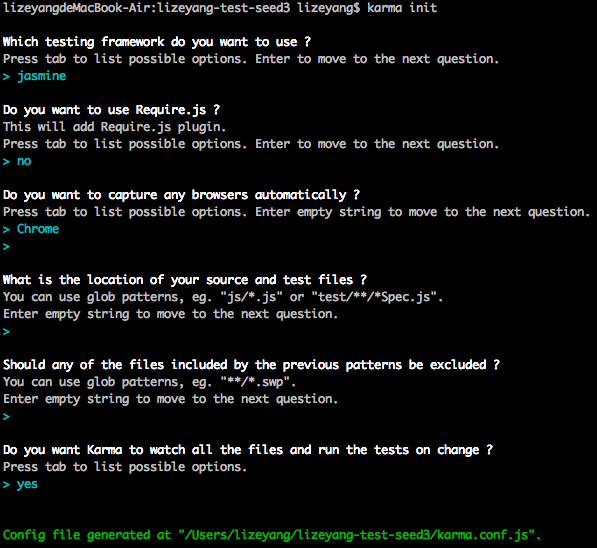 lizeyangdeMacBook-Air:lizeyang-test-seed3 lizeyang$ karma init
Which testing framework do you want to use ?
Press tab to list possible options. Enter to move to the next question.
> jasmine
Do you want to use Require.js ?
This will add Require.js plugin.
Press tab to list possible options. Enter to move to the next question.
> no
Do you want to capture any browsers automatically ?
Press tab to list possible options. Enter empty string to move to the next question.
> Chrome
>
What is the location of your source and test files ?
You can use glob patterns, eg. "js/*.js" or "test/**/*Spec.js".
Enter empty string to move to the next question.
>
Should any of the files included by the previous patterns be excluded ?
You can use glob patterns, eg. "**/*.swp".
Enter empty string to move to the next question.
>
Do you want Karma to watch all the files and run the tests on change ?
Press tab to list possible options.
> yes
Config file generated at "/Users/lizeyang/lizeyang-test-seed3/karma.conf.js".